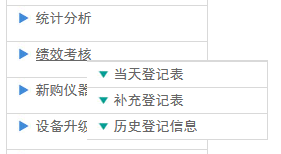 统计分析
绩效考核
当天登记表
新购仪器
补充登记表
设备升级
历史登记信息